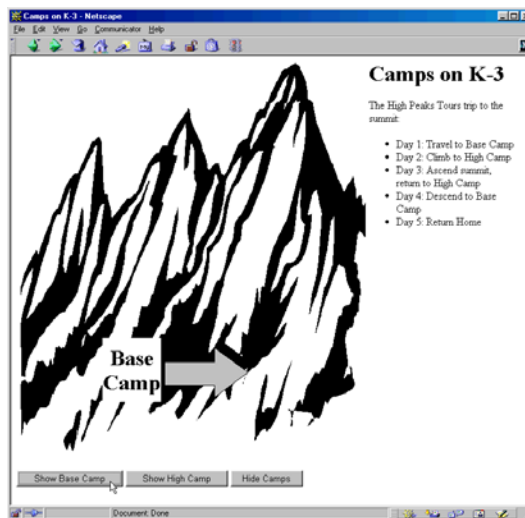 Camps on K-3 - Netscape
File Edit View Go Communicator Help
Camps on K-3
The High Peaks Tours trip to the
summit:
Day 1: Travel to Base Camp
Day 2: Climb to High Camp
Day 3: Ascend summit,
return to High Camp
Day 4: Descend to Base
Camp
Day 5: Return Home
Base
Camp
Show Base Camp
Show High Camp
Hide Camps
Document: Done